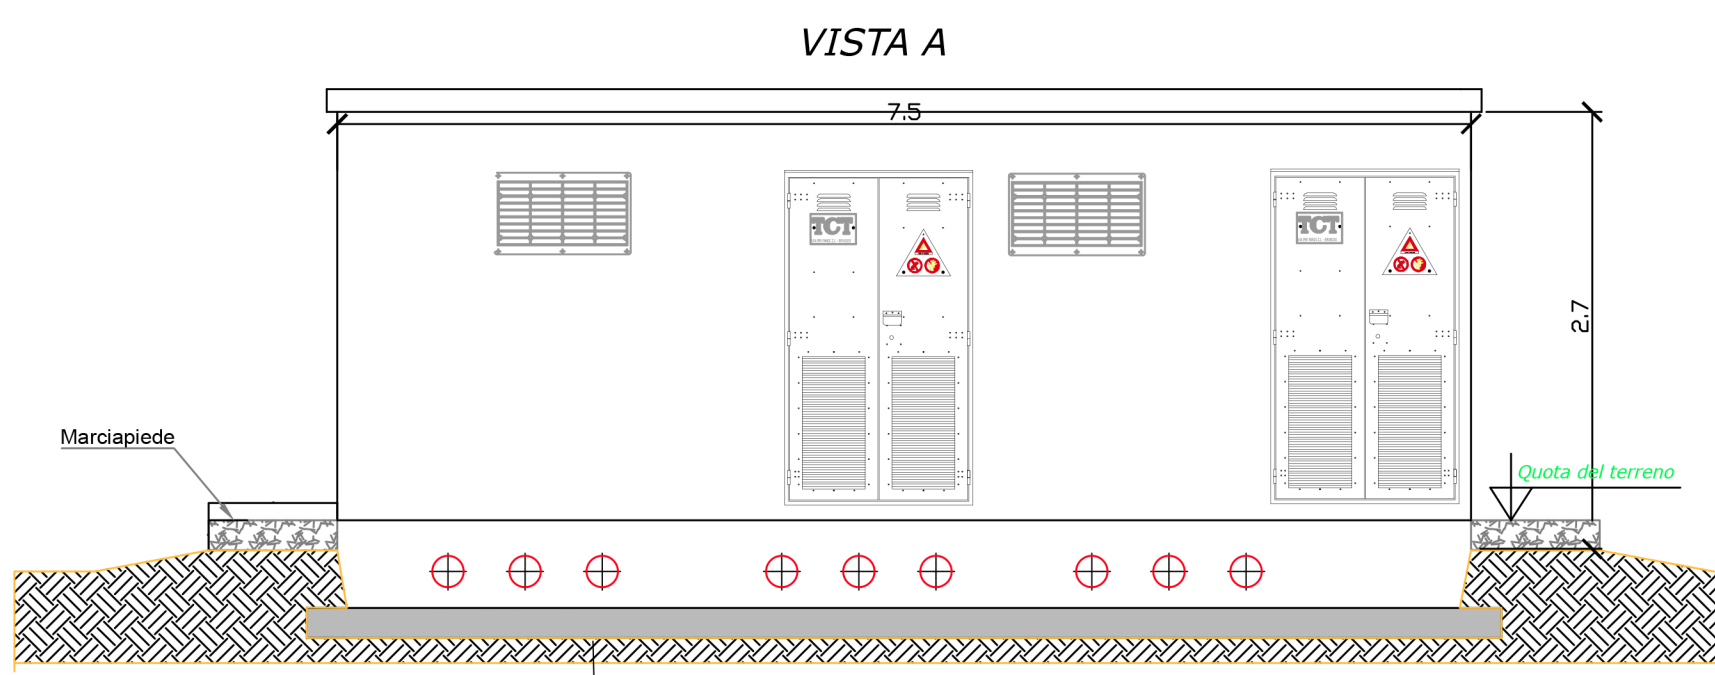 VISTA A
7.5
TCT
TCT
2.7
Marciapiede
Quota del terreno